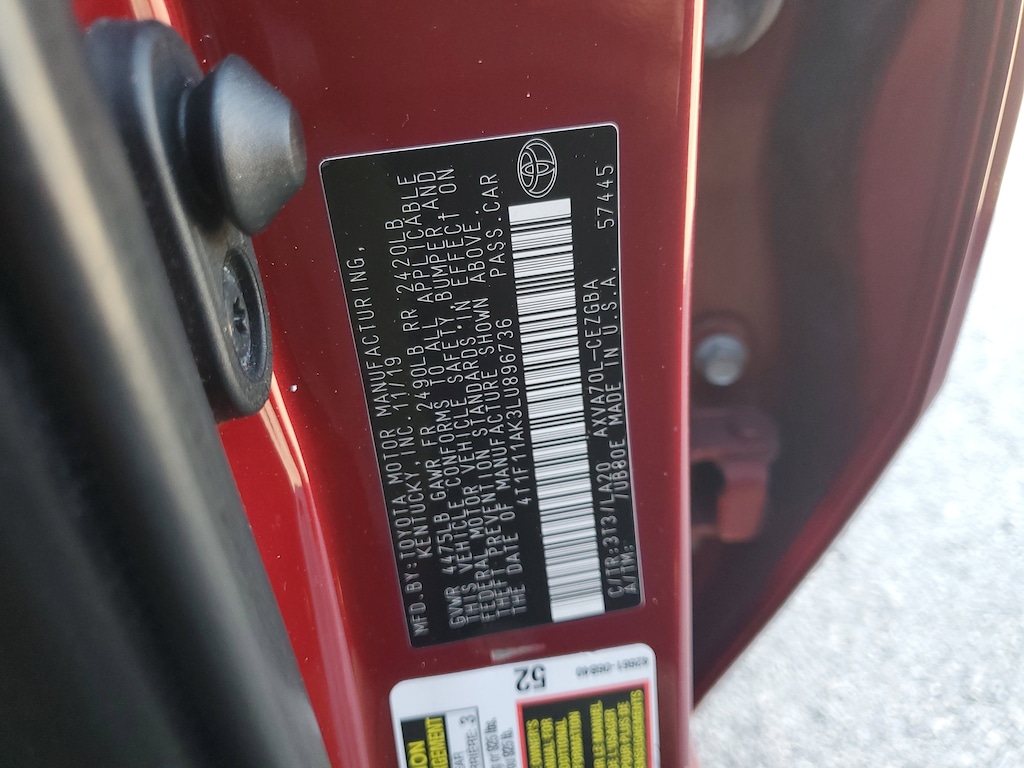 MFD.BY:TOYOTA MOTOR MANUFACTURING,
KENTUCKY, INC. 11/19
GVWR 4475LB GAWR FR 2490LB RR 2420LB
THIS VEHICLE CONFORMS TO ALL APPLICABLE
FEDERAL MOTOR VEHICLE SAFETY, BUMPER, AND
THEFT PREVENTION STANDARDS IN EFFECT ON
THE DATE OF MANUFACTURE SHOWN ABOVE.
4T1F11AK3LU896736 PASS.CAR
C/TR:3T3/LA20 AXVA70L-CEZGBA 57445
A/TM: 70B80E MADE IN U.S.A.
52
3